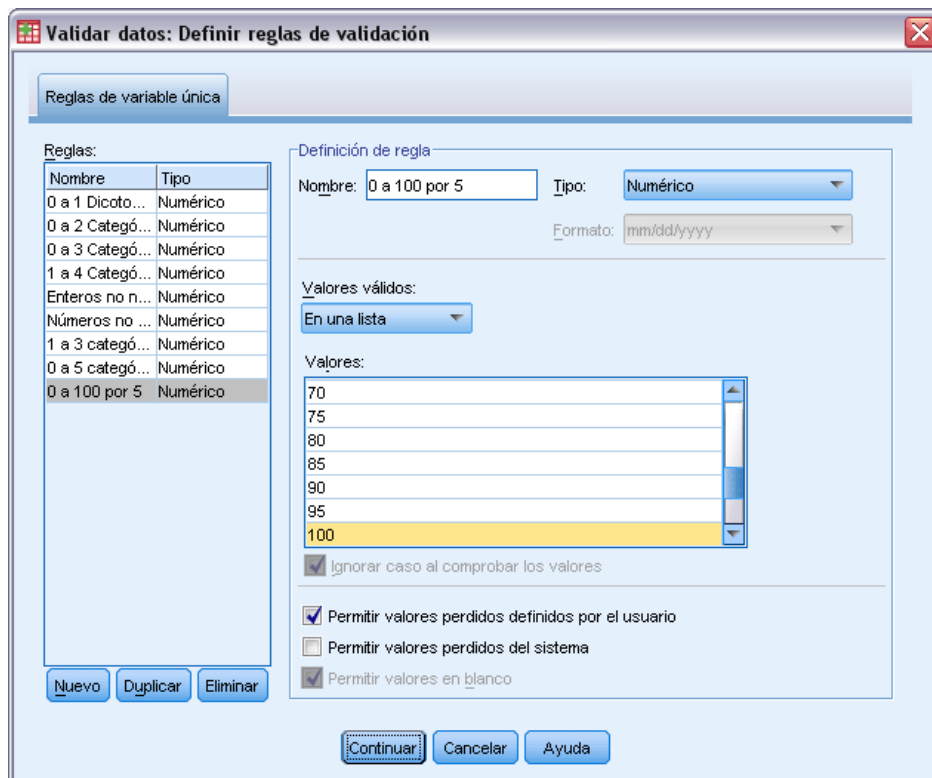 Validar datos: Definir reglas de validación
Reglas de variable única
Reglas:
Nombre Tipo
0 a 1 Dicoto... Numérico
0 a 2 Categó... Numérico
0 a 3 Categó... Numérico
1 a 4 Categó... Numérico
Enteros no n... Numérico
Números no ... Numérico
1 a 3 categó... Numérico
0 a 5 categó... Numérico
0 a 100 por 5 Numérico
Nuevo Duplicar Eliminar
Definición de regla
Nombre: 0 a 100 por 5 Tipo: Numérico
Formato: mm/dd/yyyy
Valores válidos:
En una lista
Valores:
70
75
80
85
90
95
100
Ignorar caso al comprobar los valores
Permitir valores perdidos definidos por el usuario
Permitir valores perdidos del sistema
Permitir valores en blanco
Continuar Cancelar Ayuda